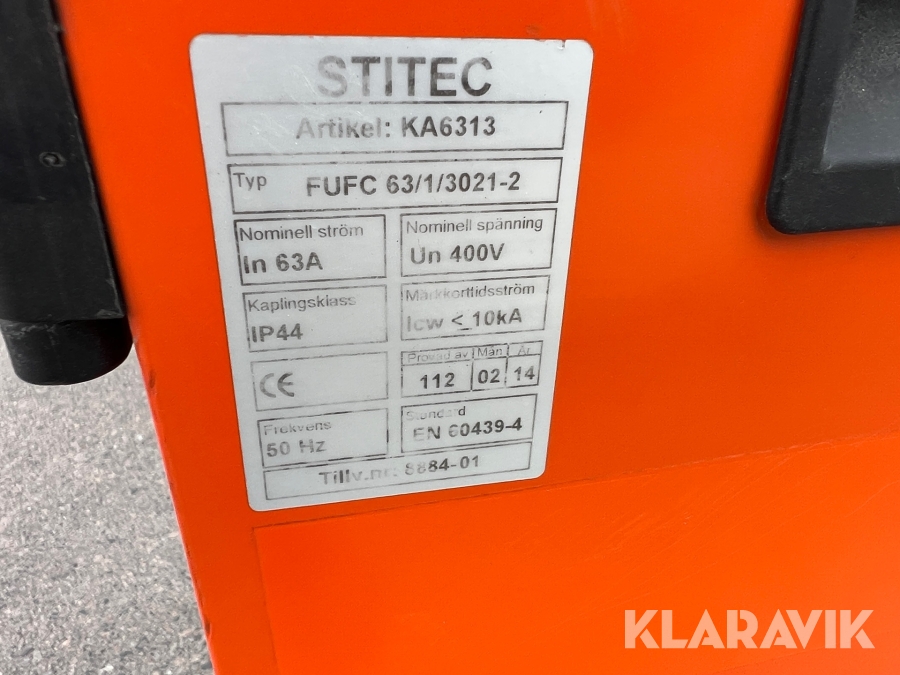 STITEC
Artikel: KA6313
Typ FUFC 63/1/3021-2
Nominell ström
In 63A
Nominell spänning
Un 400V
Kaplingsklass
IP44
Märkkorttidsström
Icw ≤ 10kA
CE
Provad av Mån År
112 02 14
Frekvens
50 Hz
Standard
EN 60439-4
Tillv.nr: 8884-01
KLARAVIK